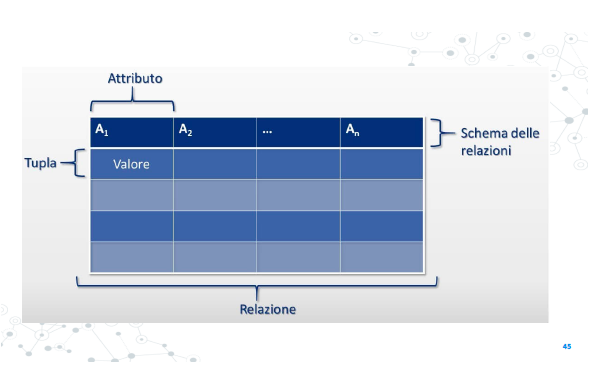 Attributo
A1 A2 ... An
Schema delle
relazioni
Tupla
Valore
Relazione
45